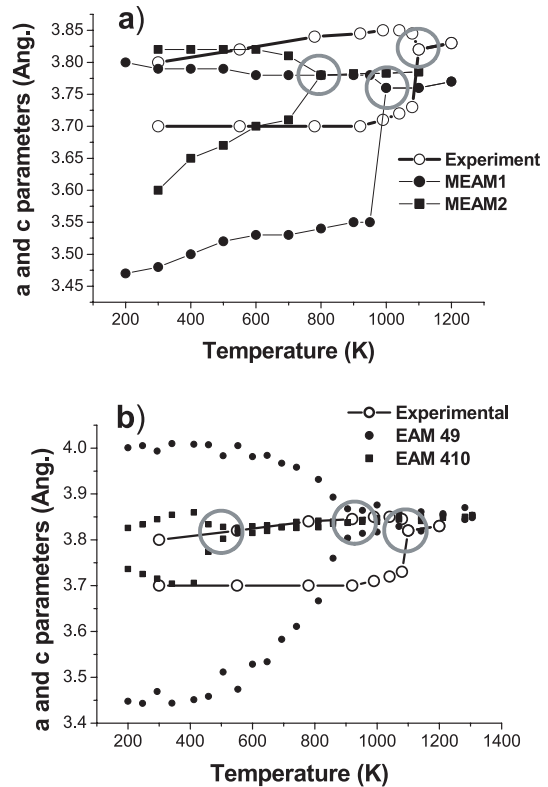 a)
a and c parameters (Ang.)
3.85
3.80
3.75
3.70
3.65
3.60
3.55
3.50
3.45
Experiment
MEAM1
MEAM2
200 400 600 800 1000 1200
Temperature (K)
b)
a and c parameters (Ang.)
Experimental
EAM 49
EAM 410
4.0
3.9
3.8
3.7
3.6
3.5
3.4
200 400 600 800 1000 1200 1400
Temperature (K)